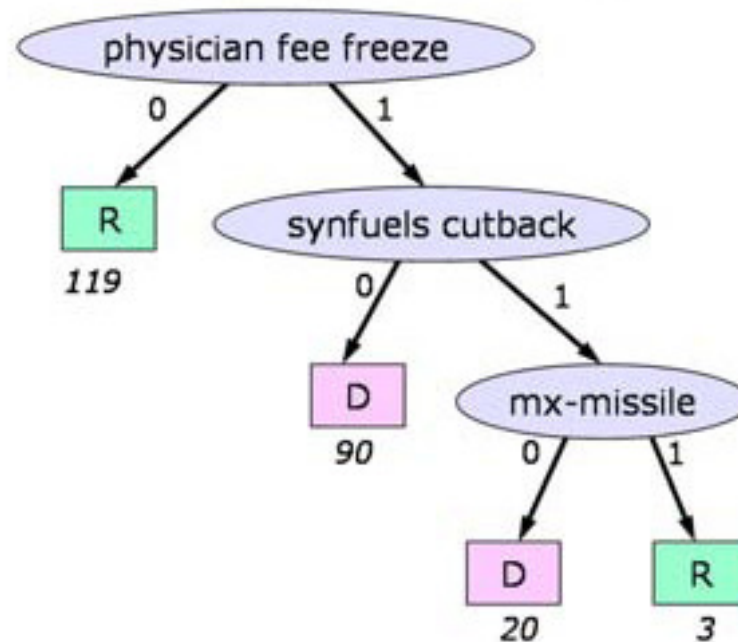 physician fee freeze
0 1
R
119
synfuels cutback
0 1
D
90
mx-missile
0 1
D R
20 3